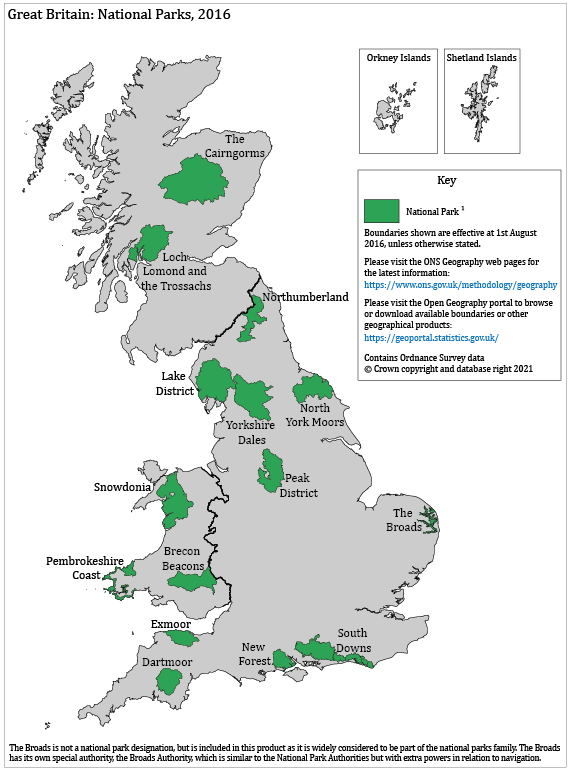 Great Britain: National Parks, 2016
Orkney Islands
Shetland Islands
The
Cairngorms
Key
National Park 1
Boundaries shown are effective at 1st August
2016, unless otherwise stated.
Please visit the ONS Geography web pages for
the latest information:
https://www.ons.gov.uk/methodology/geography
Please visit the Open Geography portal to browse
or download available boundaries or other
geographical products:
https://geoportal.statistics.gov.uk/
Contains Ordnance Survey data
© Crown copyright and database right 2021
Loch
Lomond and
the Trossachs
Northumberland
Lake
District
North
York Moors
Yorkshire
Dales
Peak
District
Snowdonia
The
Broads
Brecon
Beacons
Pembrokeshire
Coast
Exmoor
South
Downs
New
Forest
Dartmoor
The Broads is not a national park designation, but is included in this product as it is widely considered to be part of the national parks family. The Broads
has its own special authority, the Broads Authority, which is similar to the National Park Authorities but with extra powers in relation to navigation.